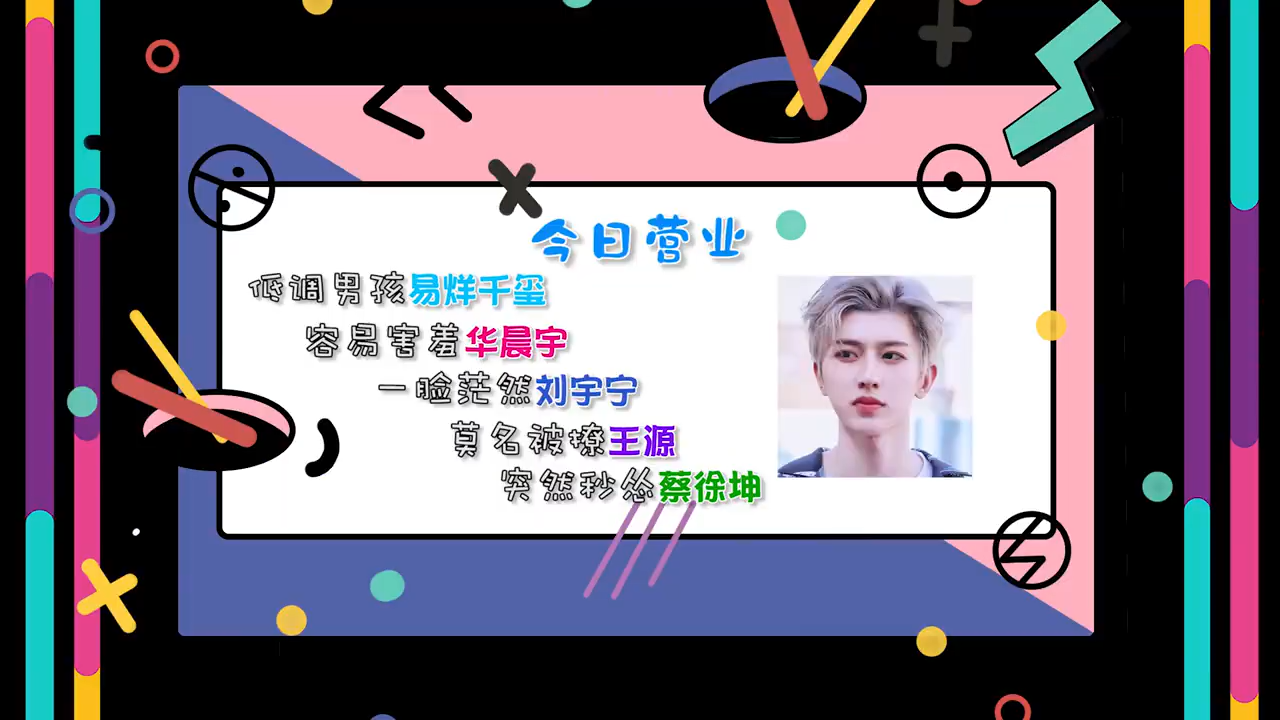 今日营业
低调男孩易烊千玺
容易害羞华晨宇
一脸茫然刘宇宁
莫名被撩王源
突然秒怂蔡徐坤